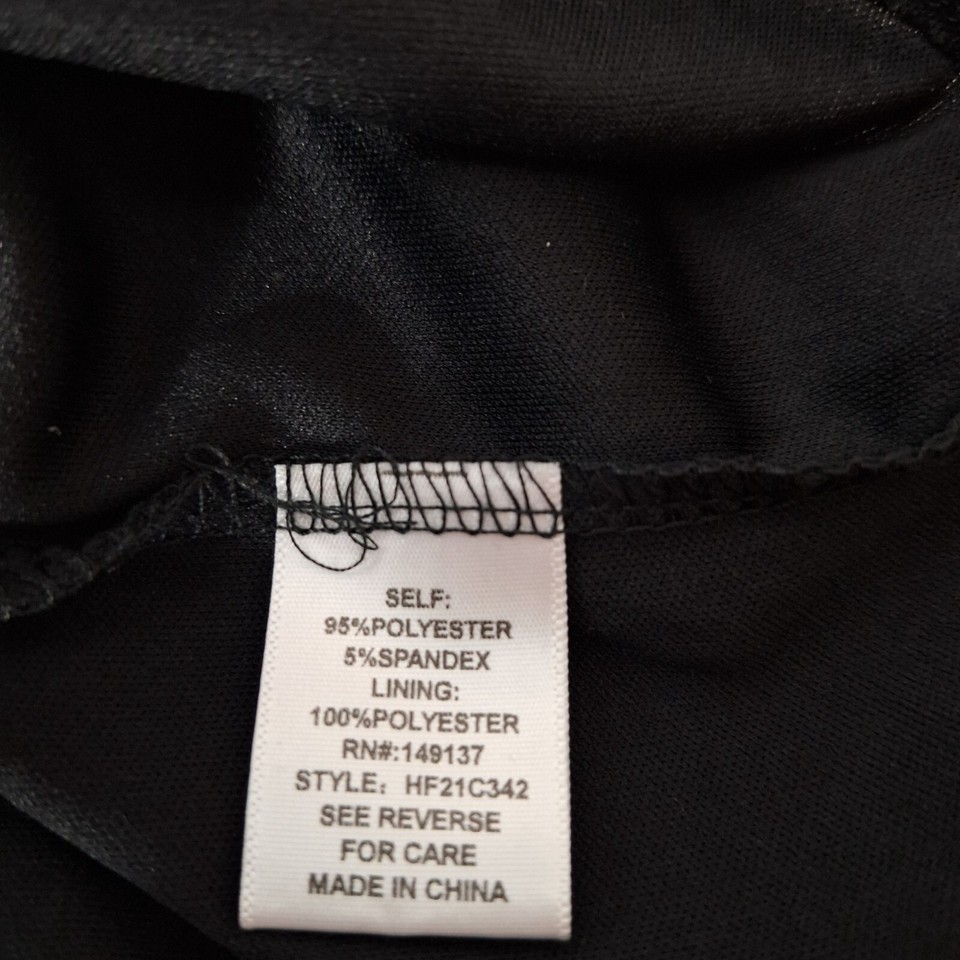 SELF:
95%POLYESTER
5%SPANDEX
LINING:
100%POLYESTER
RN#:149137
STYLE: HF21C342
SEE REVERSE
FOR CARE
MADE IN CHINA